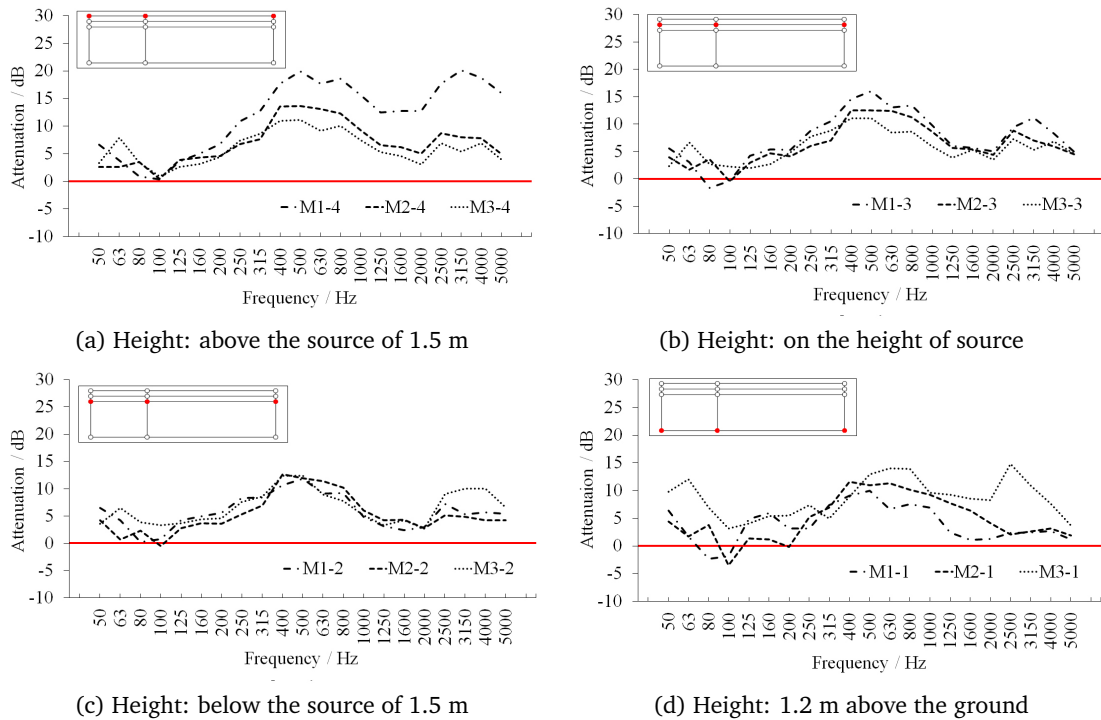 30
25
20
15
10
5
0
-5
-10
Attenuation / dB
M1-4 M2-4 M3-4
50 63 80 100 125 160 200 250 315 400 500 630 800 1000 1250 1600 2000 2500 3150 4000 5000
Frequency / Hz
(a) Height: above the source of 1.5 m
30
25
20
15
10
5
0
-5
-10
Attenuation / dB
M1-3 M2-3 M3-3
50 63 80 100 125 160 200 250 315 400 500 630 800 1000 1250 1600 2000 2500 3150 4000 5000
Frequency / Hz
(b) Height: on the height of source
30
25
20
15
10
5
0
-5
-10
Attenuation / dB
M1-2 M2-2 M3-2
50 63 80 100 125 160 200 250 315 400 500 630 800 1000 1250 1600 2000 2500 3150 4000 5000
Frequency / Hz
(c) Height: below the source of 1.5 m
30
25
20
15
10
5
0
-5
-10
Attenuaion / dB
M1-1 M2-1 M3-1
50 63 80 100 125 160 200 250 315 400 500 630 800 1000 1250 1600 2000 2500 3150 4000 5000
Frequency / Hz
(d) Height: 1.2 m above the ground